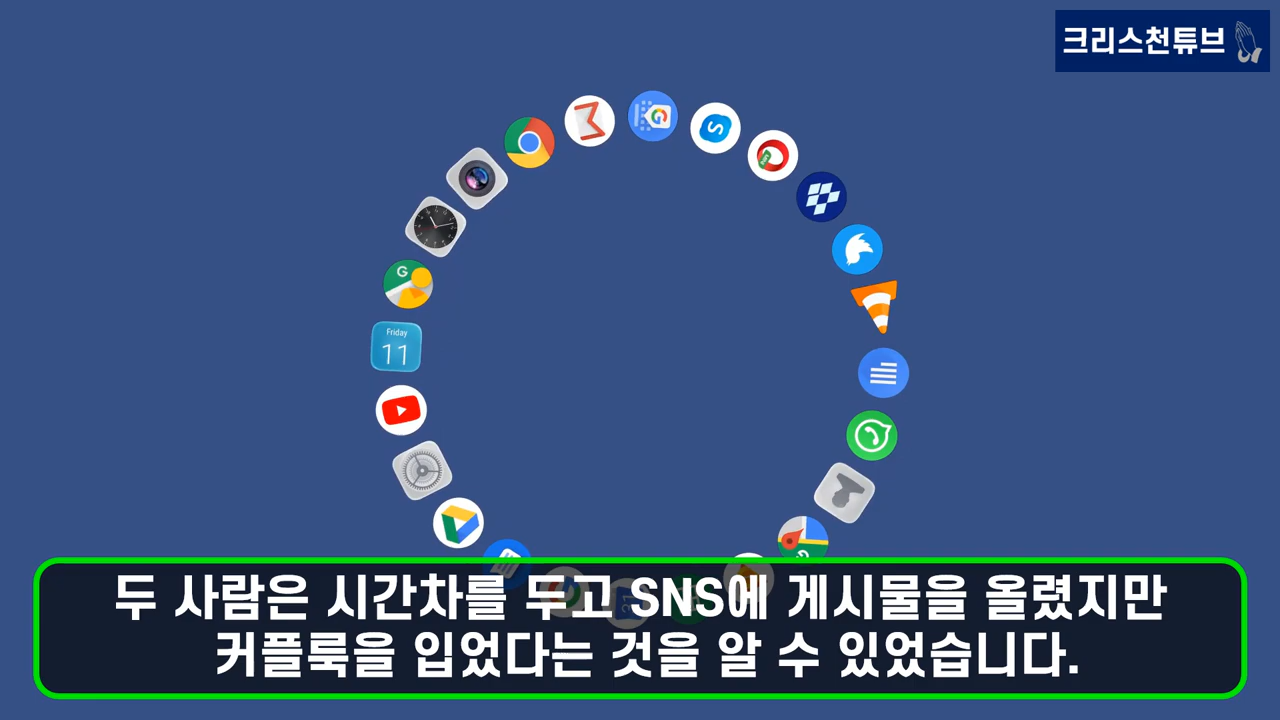 크리스천튜브
Friday
11
두 사람은 시간차를 두고 SNS에 게시물을 올렸지만
커플룩을 입었다는 것을 알 수 있었습니다.